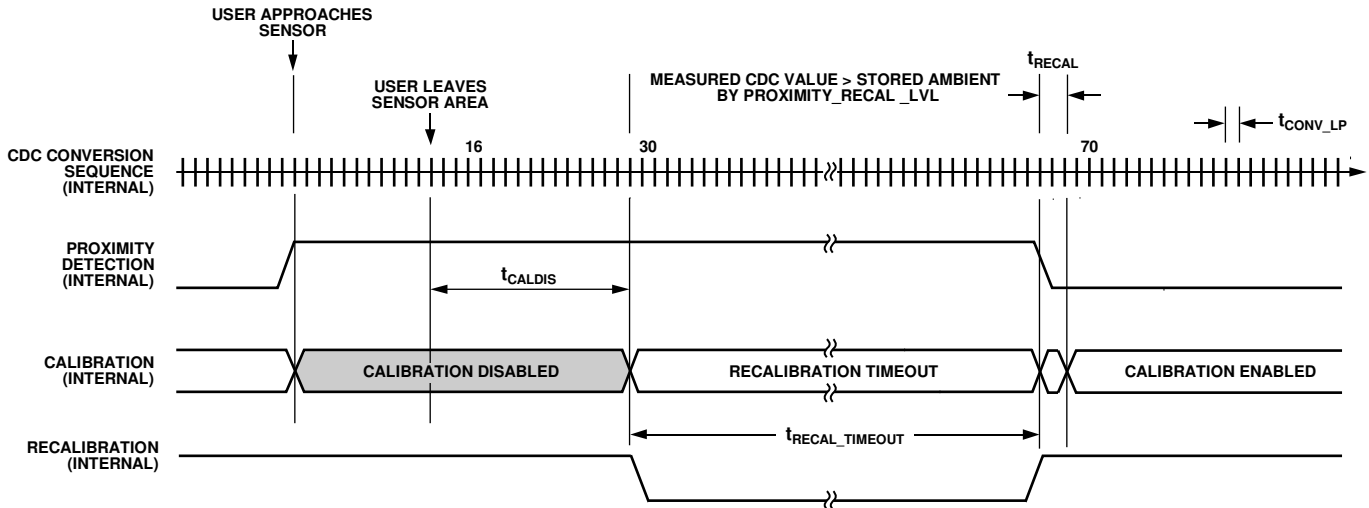 USER APPROACHES
SENSOR
USER LEAVES
SENSOR AREA
MEASURED CDC VALUE > STORED AMBIENT
BY PROXIMITY_RECAL _LVL
tRECAL
tCONV_LP
CDC CONVERSION
SEQUENCE
(INTERNAL)
16
30
70
PROXIMITY
DETECTION
(INTERNAL)
tCALDIS
CALIBRATION
(INTERNAL)
CALIBRATION DISABLED
RECALIBRATION TIMEOUT
CALIBRATION ENABLED
tRECAL_TIMEOUT
RECALIBRATION
(INTERNAL)